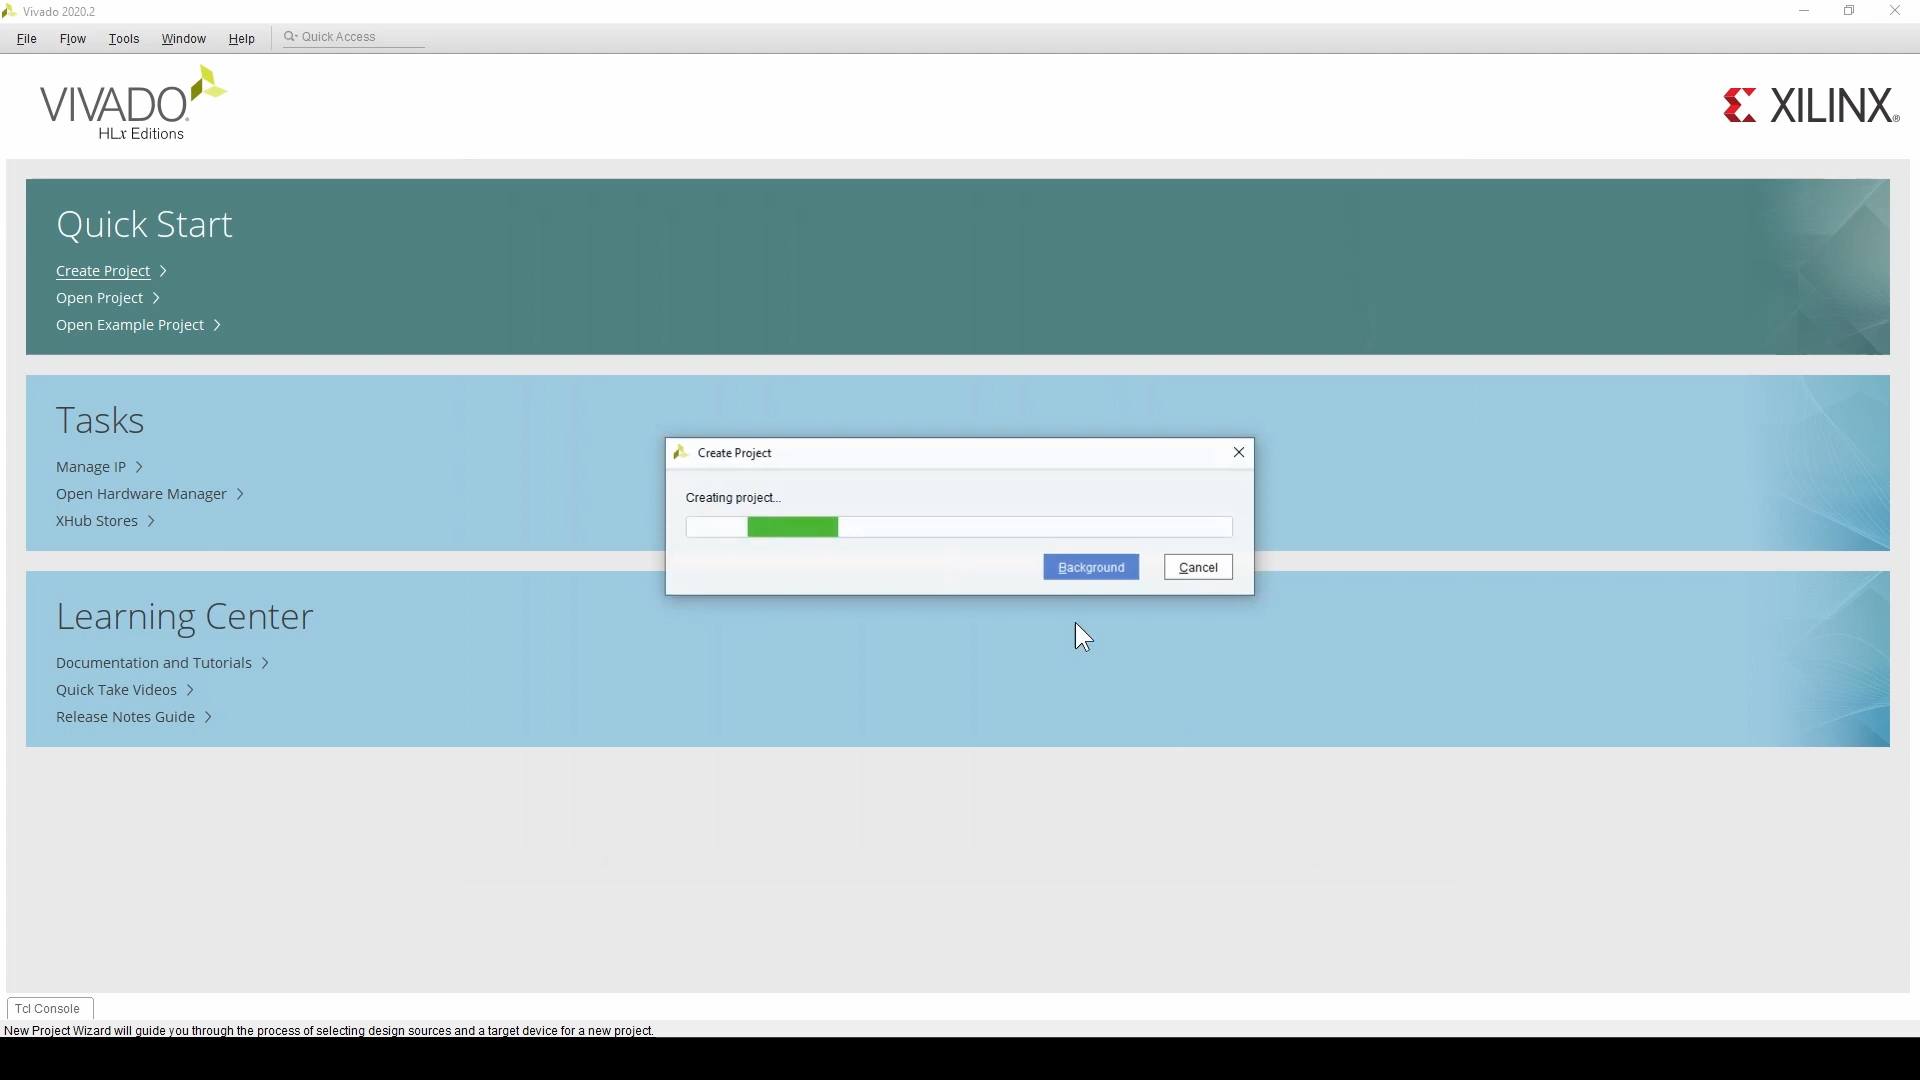 Vivado 2020.2
File Flow Tools Window Help Quick Access
VIVADO®
HLx Editions
XILINX®
Quick Start
Create Project
Open Project
Open Example Project
Tasks
Manage IP
Open Hardware Manager
XHub Stores
Create Project
Creating project...
Background Cancel
Learning Center
Documentation and Tutorials
Quick Take Videos
Release Notes Guide
Tcl Console
New Project Wizard will guide you through the process of selecting design sources and a target device for a new project.